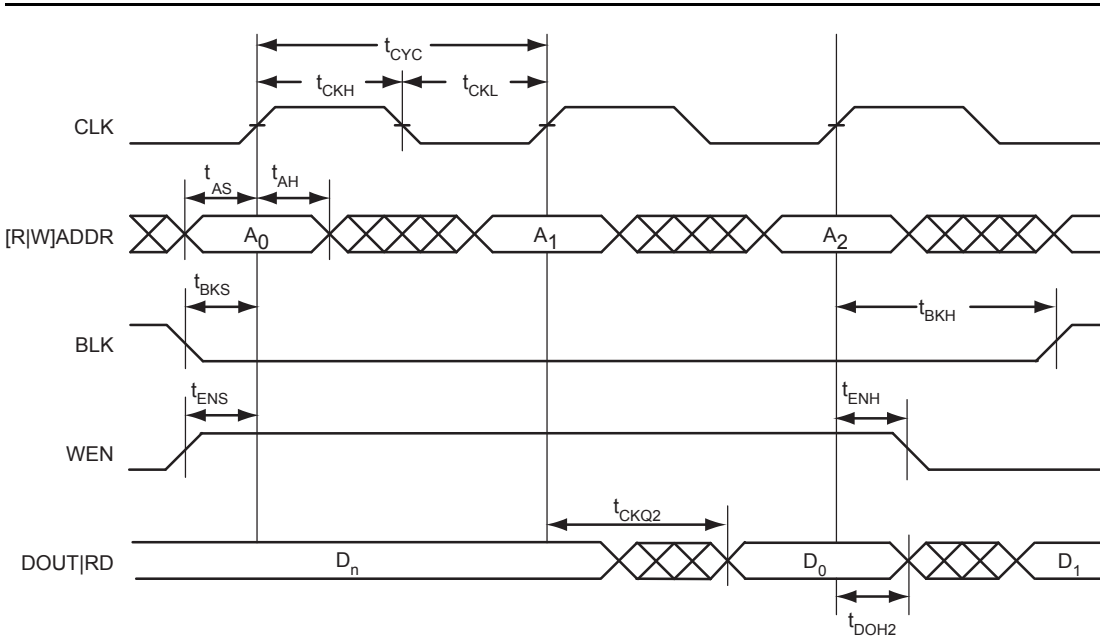 tCYC
tCKH tCKL
CLK
tAS tAH
[R|W]ADDR A0 A1 A2
tBKS tBKH
BLK
tENS tENH
WEN
tCKQ2
DOUT|RD Dn D0 D1
tDOH2